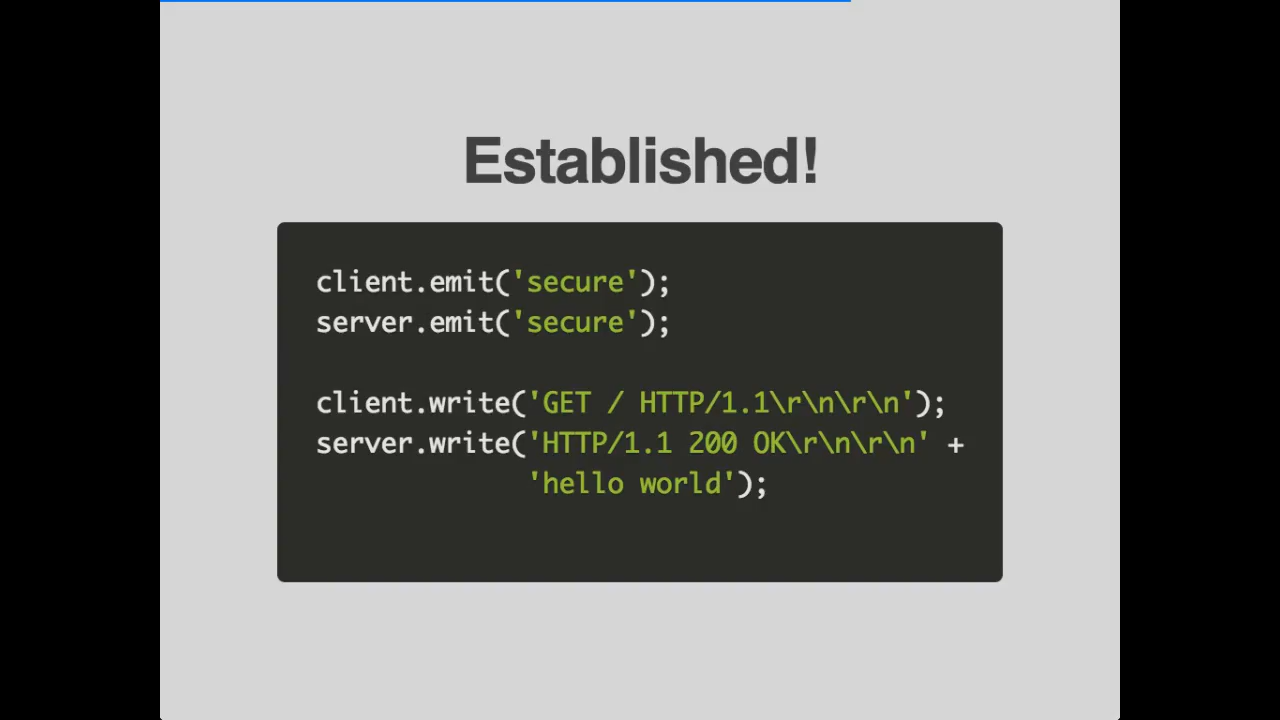 Established!
client.emit('secure');
server.emit('secure');
client.write('GET / HTTP/1.1\r\n\r\n');
server.write('HTTP/1.1 200 OK\r\n\r\n' +
'hello world');